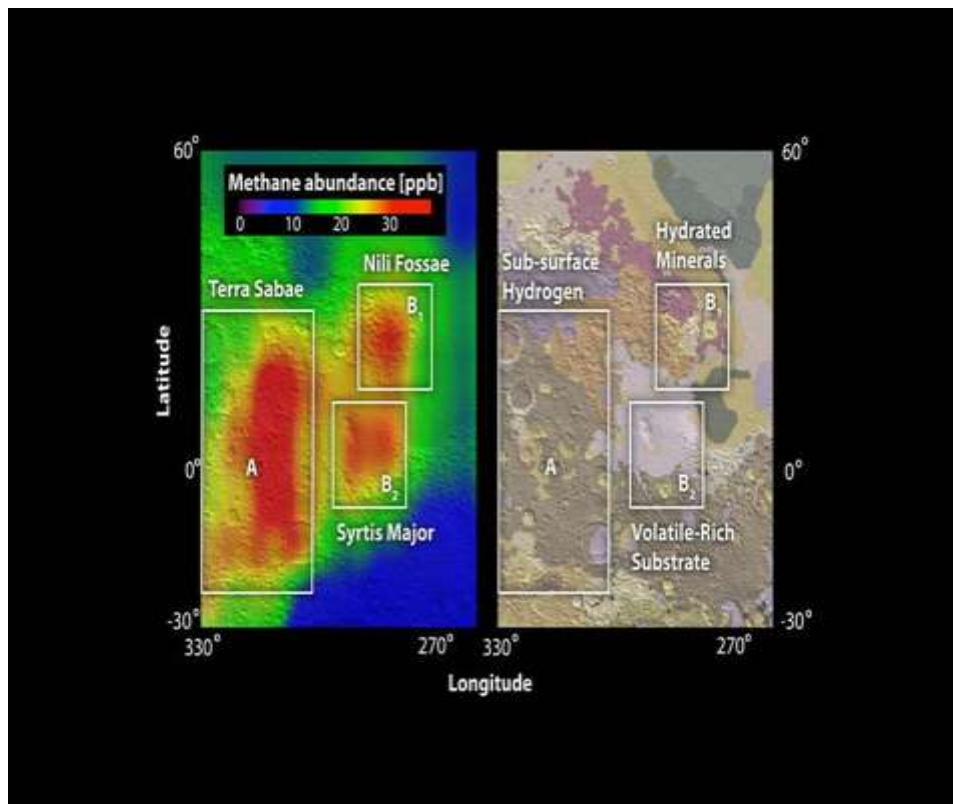 60°
Methane abundance [ppb]
0 10 20 30
Nili Fossae
Terra Sabae
B1
A
B2
Syrtis Major
0°
-30°
330°
270°
Latitude
60°
Hydrated
Minerals
Sub-surface
Hydrogen
B1
A
B2
Volatile-Rich
Substrate
0°
-30°
330°
270°
Longitude